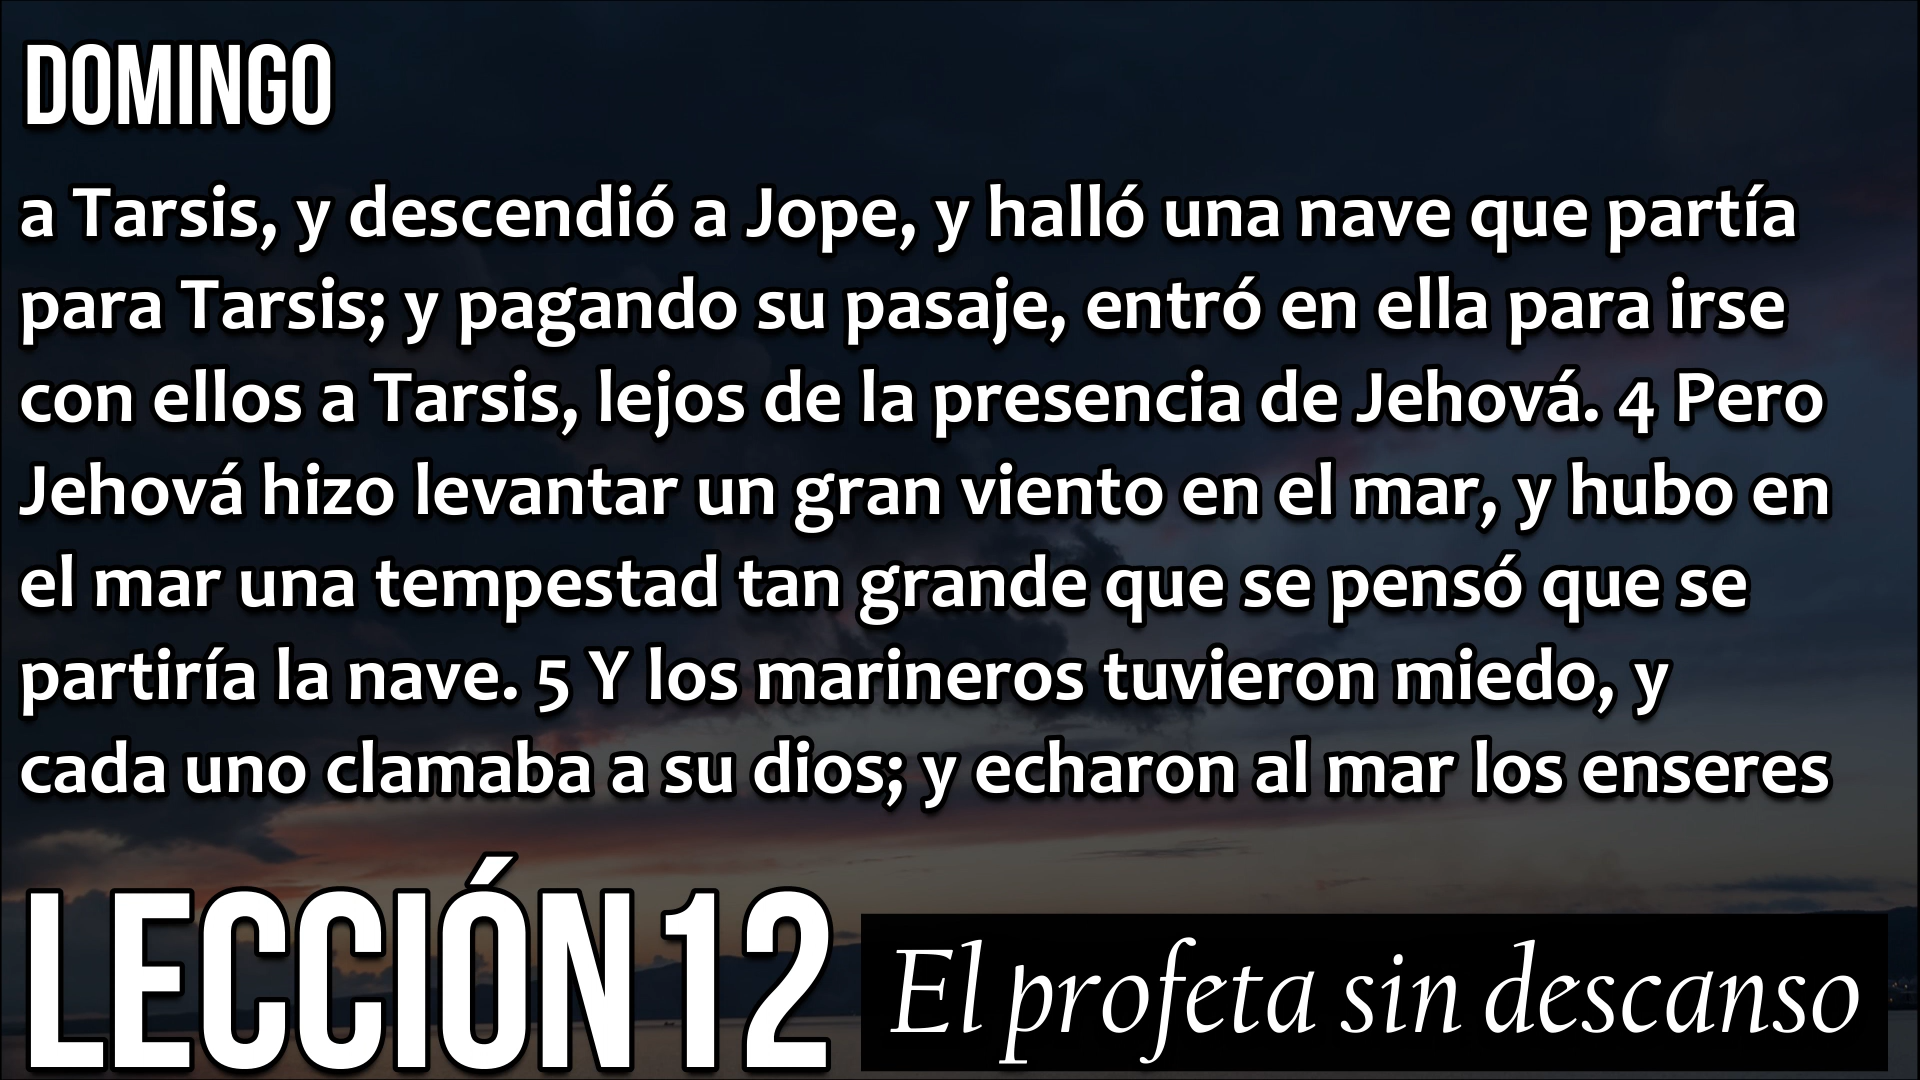 DOMINGO
a Tarsis, y descendió a Jope, y halló una nave que partía
para Tarsis; y pagando su pasaje, entró en ella para irse
con ellos a Tarsis, lejos de la presencia de Jehová. 4 Pero
Jehová hizo levantar un gran viento en el mar, y hubo en
el mar una tempestad tan grande que se pensó que se
partiría la nave. 5 Y los marineros tuvieron miedo, y
cada uno clamaba a su dios; y echaron al mar los enseres
LECCIÓN 12
El profeta sin descanso